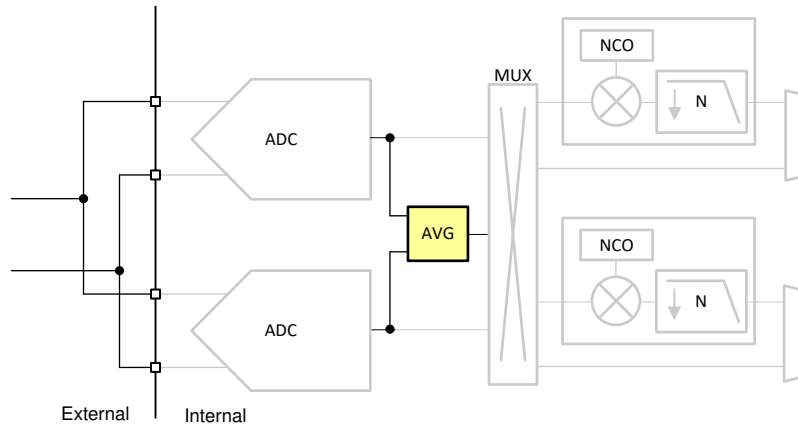 NCO
MUX
N
ADC
AVG
NCO
N
ADC
External
Internal